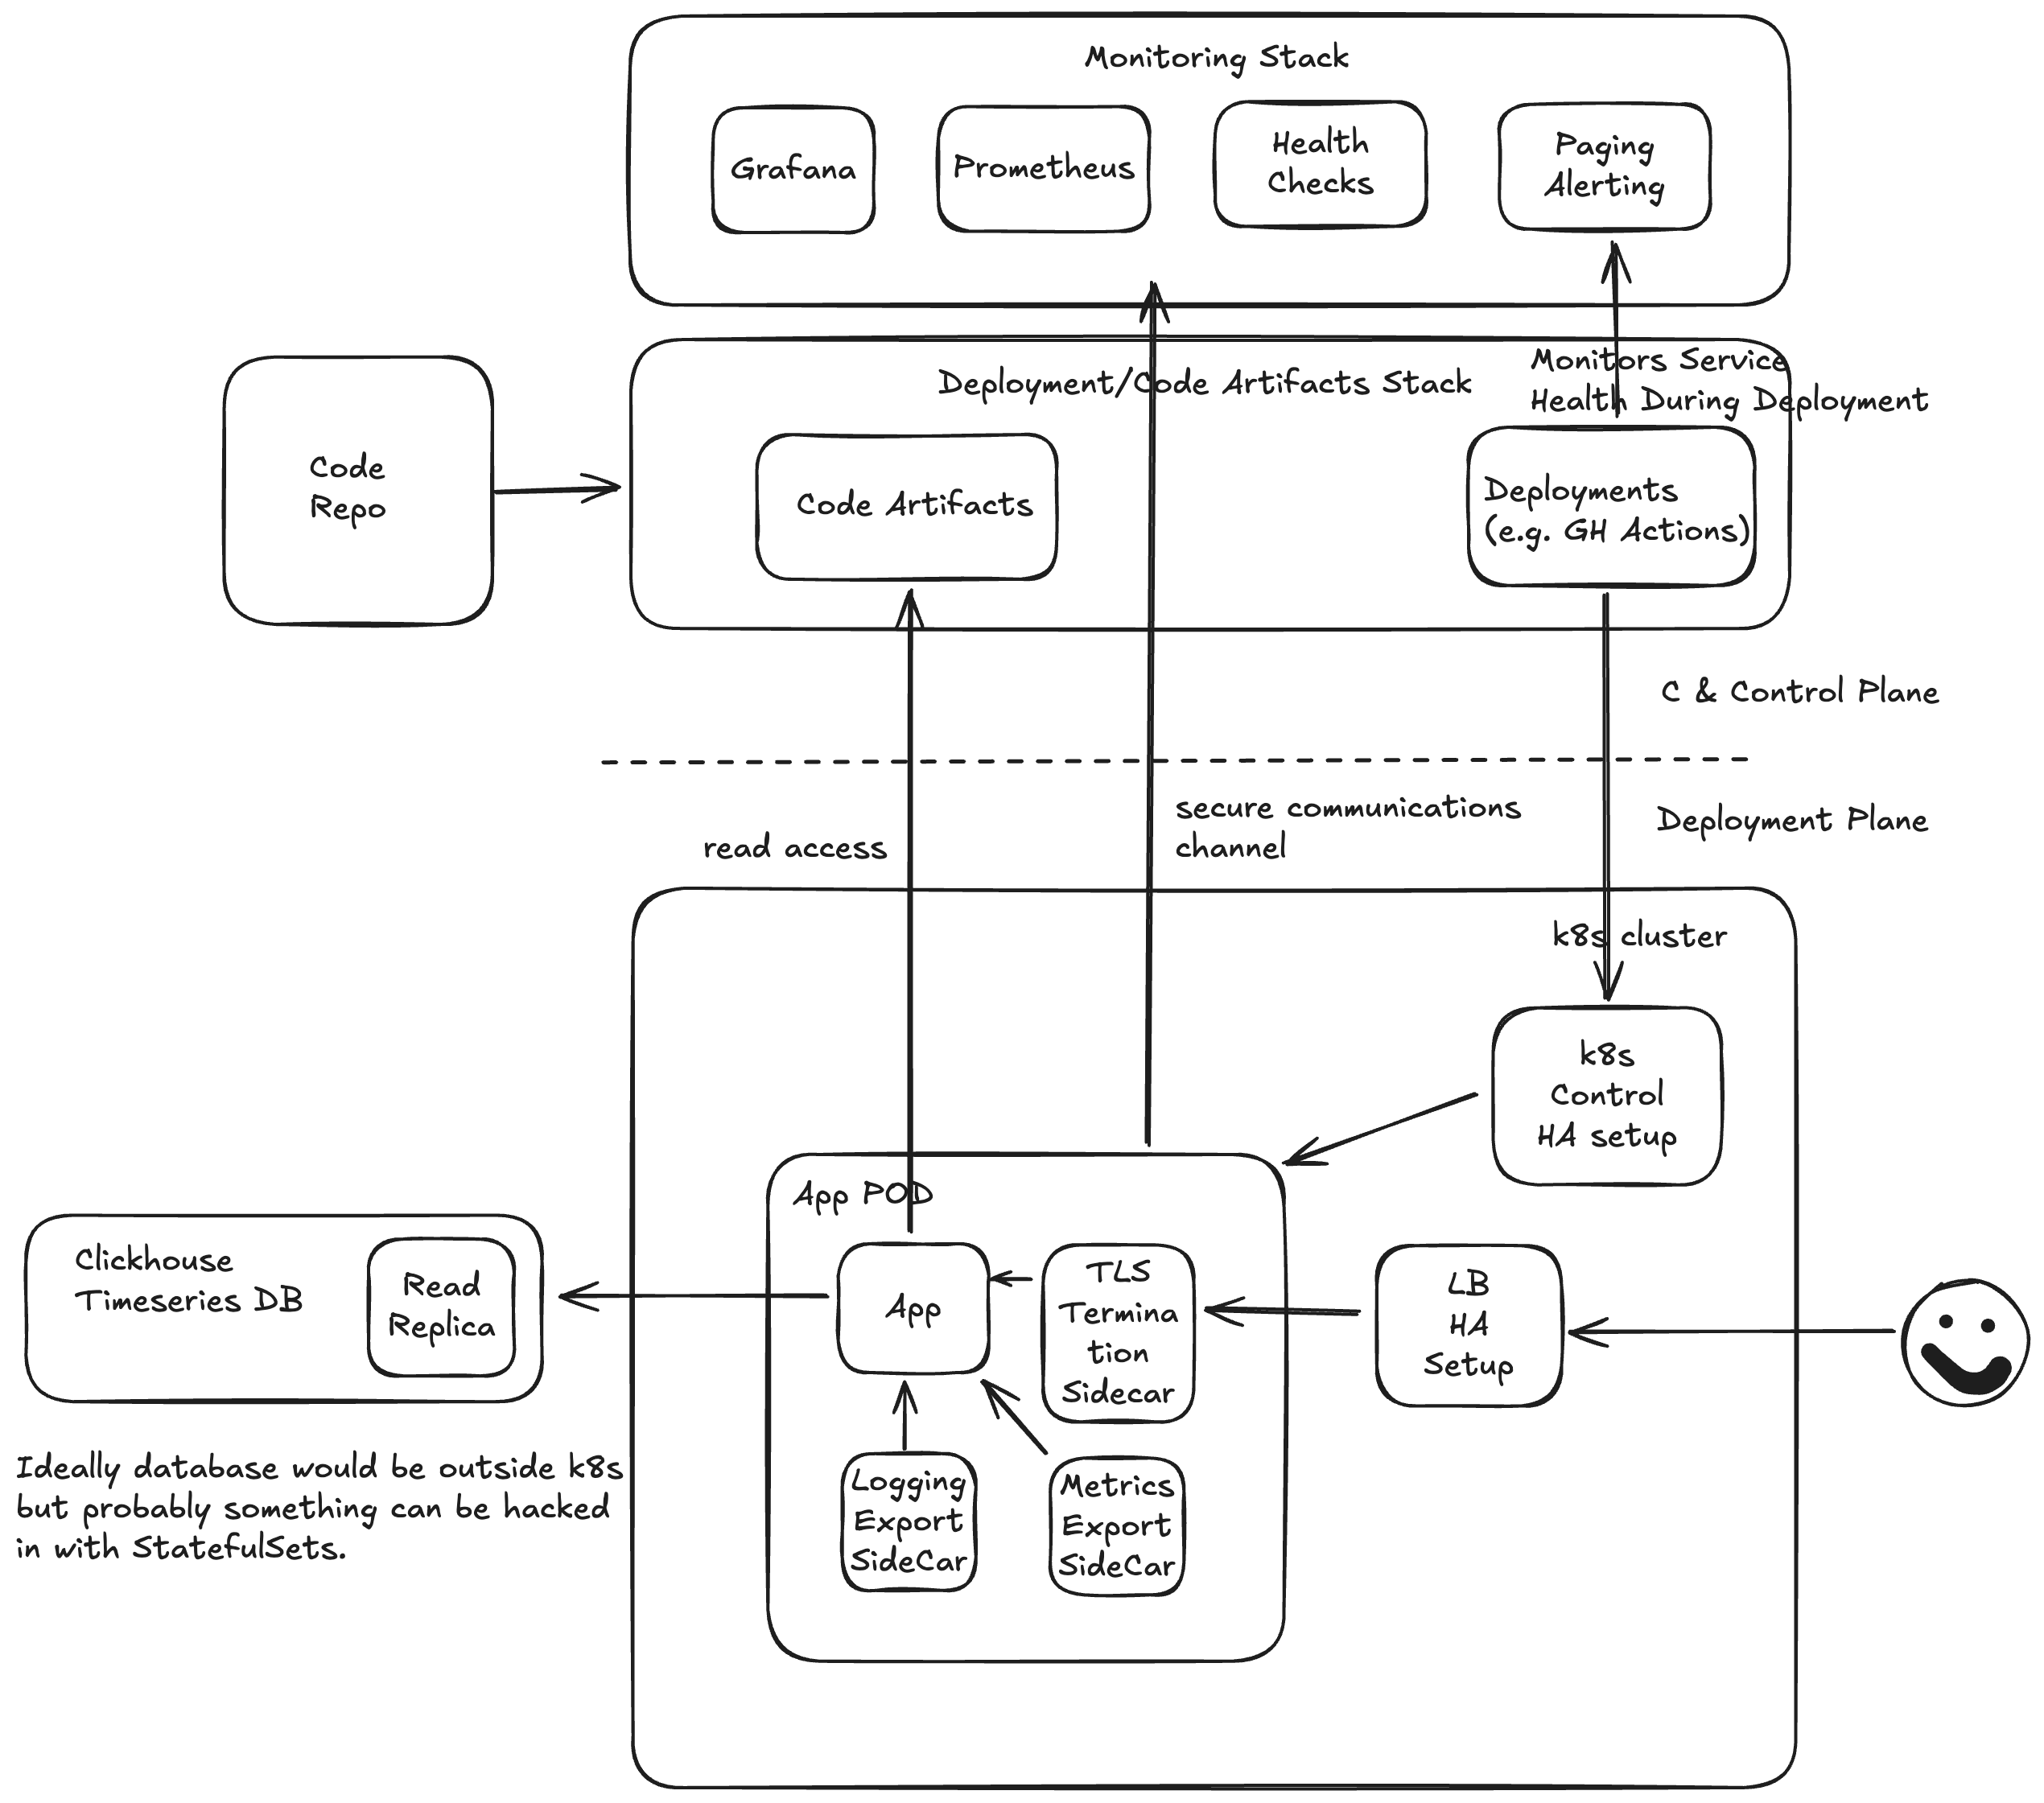 Monitoring Stack
Grafana
Prometheus
Health
Checks
Paging
Alerting
Monitors Service
Health During Deployment
Deployment/Code Artifacts Stack
Code
Repo
Code Artifacts
Deployments
(e.g. GH Actions)
C & Control Plane
secure communications
channel
Deployment Plane
read access
k8s cluster
k8s
Control
HA setup
App POD
Clickhouse
Timeseries DB
Read
Replica
App
TLS
Termina
tion
Sidecar
LB
HA
Setup
Ideally database would be outside k8s
but probably something can be hacked
in with StatefulSets.
Logging
Export
SideCar
Metrics
Export
SideCar